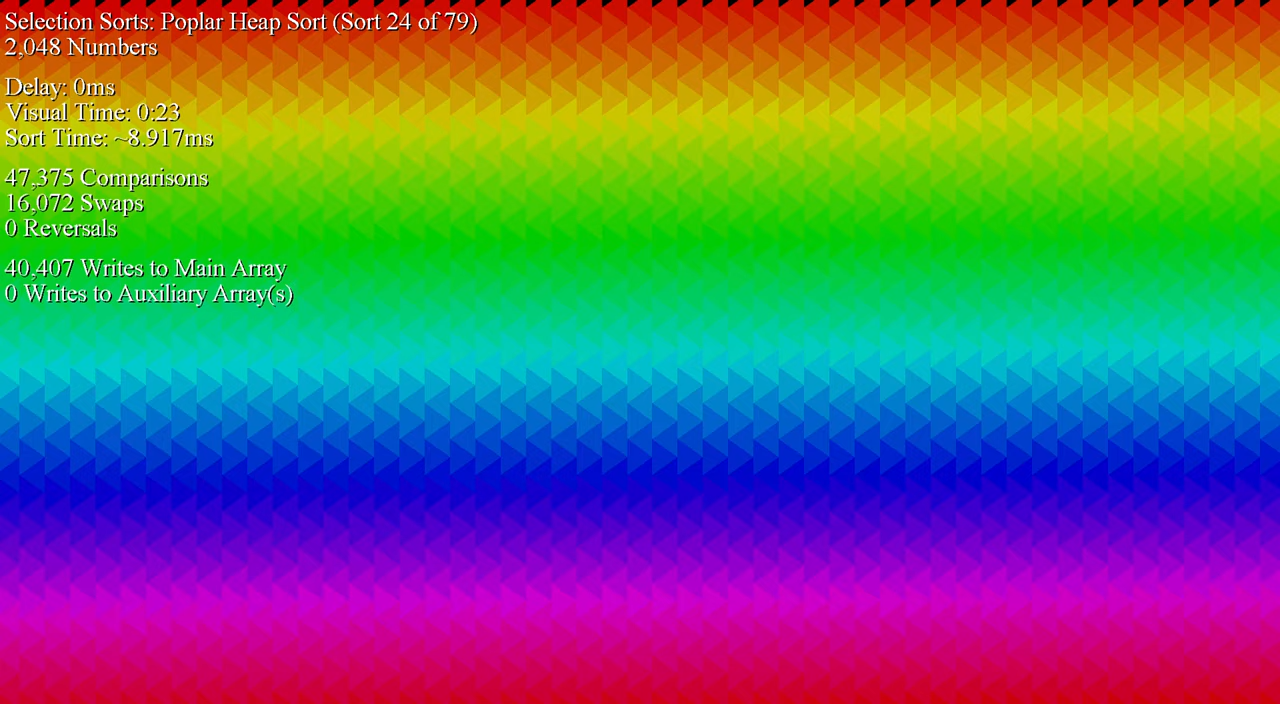 Selection Sorts: Poplar Heap Sort (Sort 24 of 79)
2,048 Numbers
Delay: 0ms
Visual Time: 0:23
Sort Time: ~8.917ms
47,375 Comparisons
16,072 Swaps
0 Reversals
40,407 Writes to Main Array
0 Writes to Auxiliary Array(s)